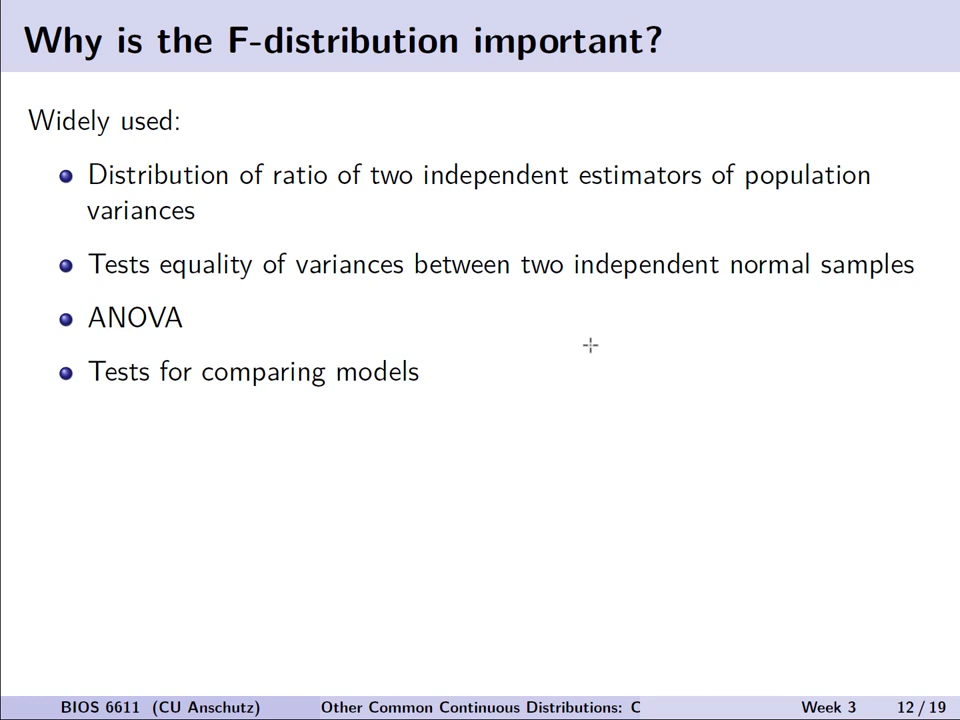 Why is the F-distribution important?
Widely used:
Distribution of ratio of two independent estimators of population
variances
Tests equality of variances between two independent normal samples
ANOVA
Tests for comparing models
BIOS 6611 (CU Anschutz) Other Common Continuous Distributions: C Week 3 12 / 19